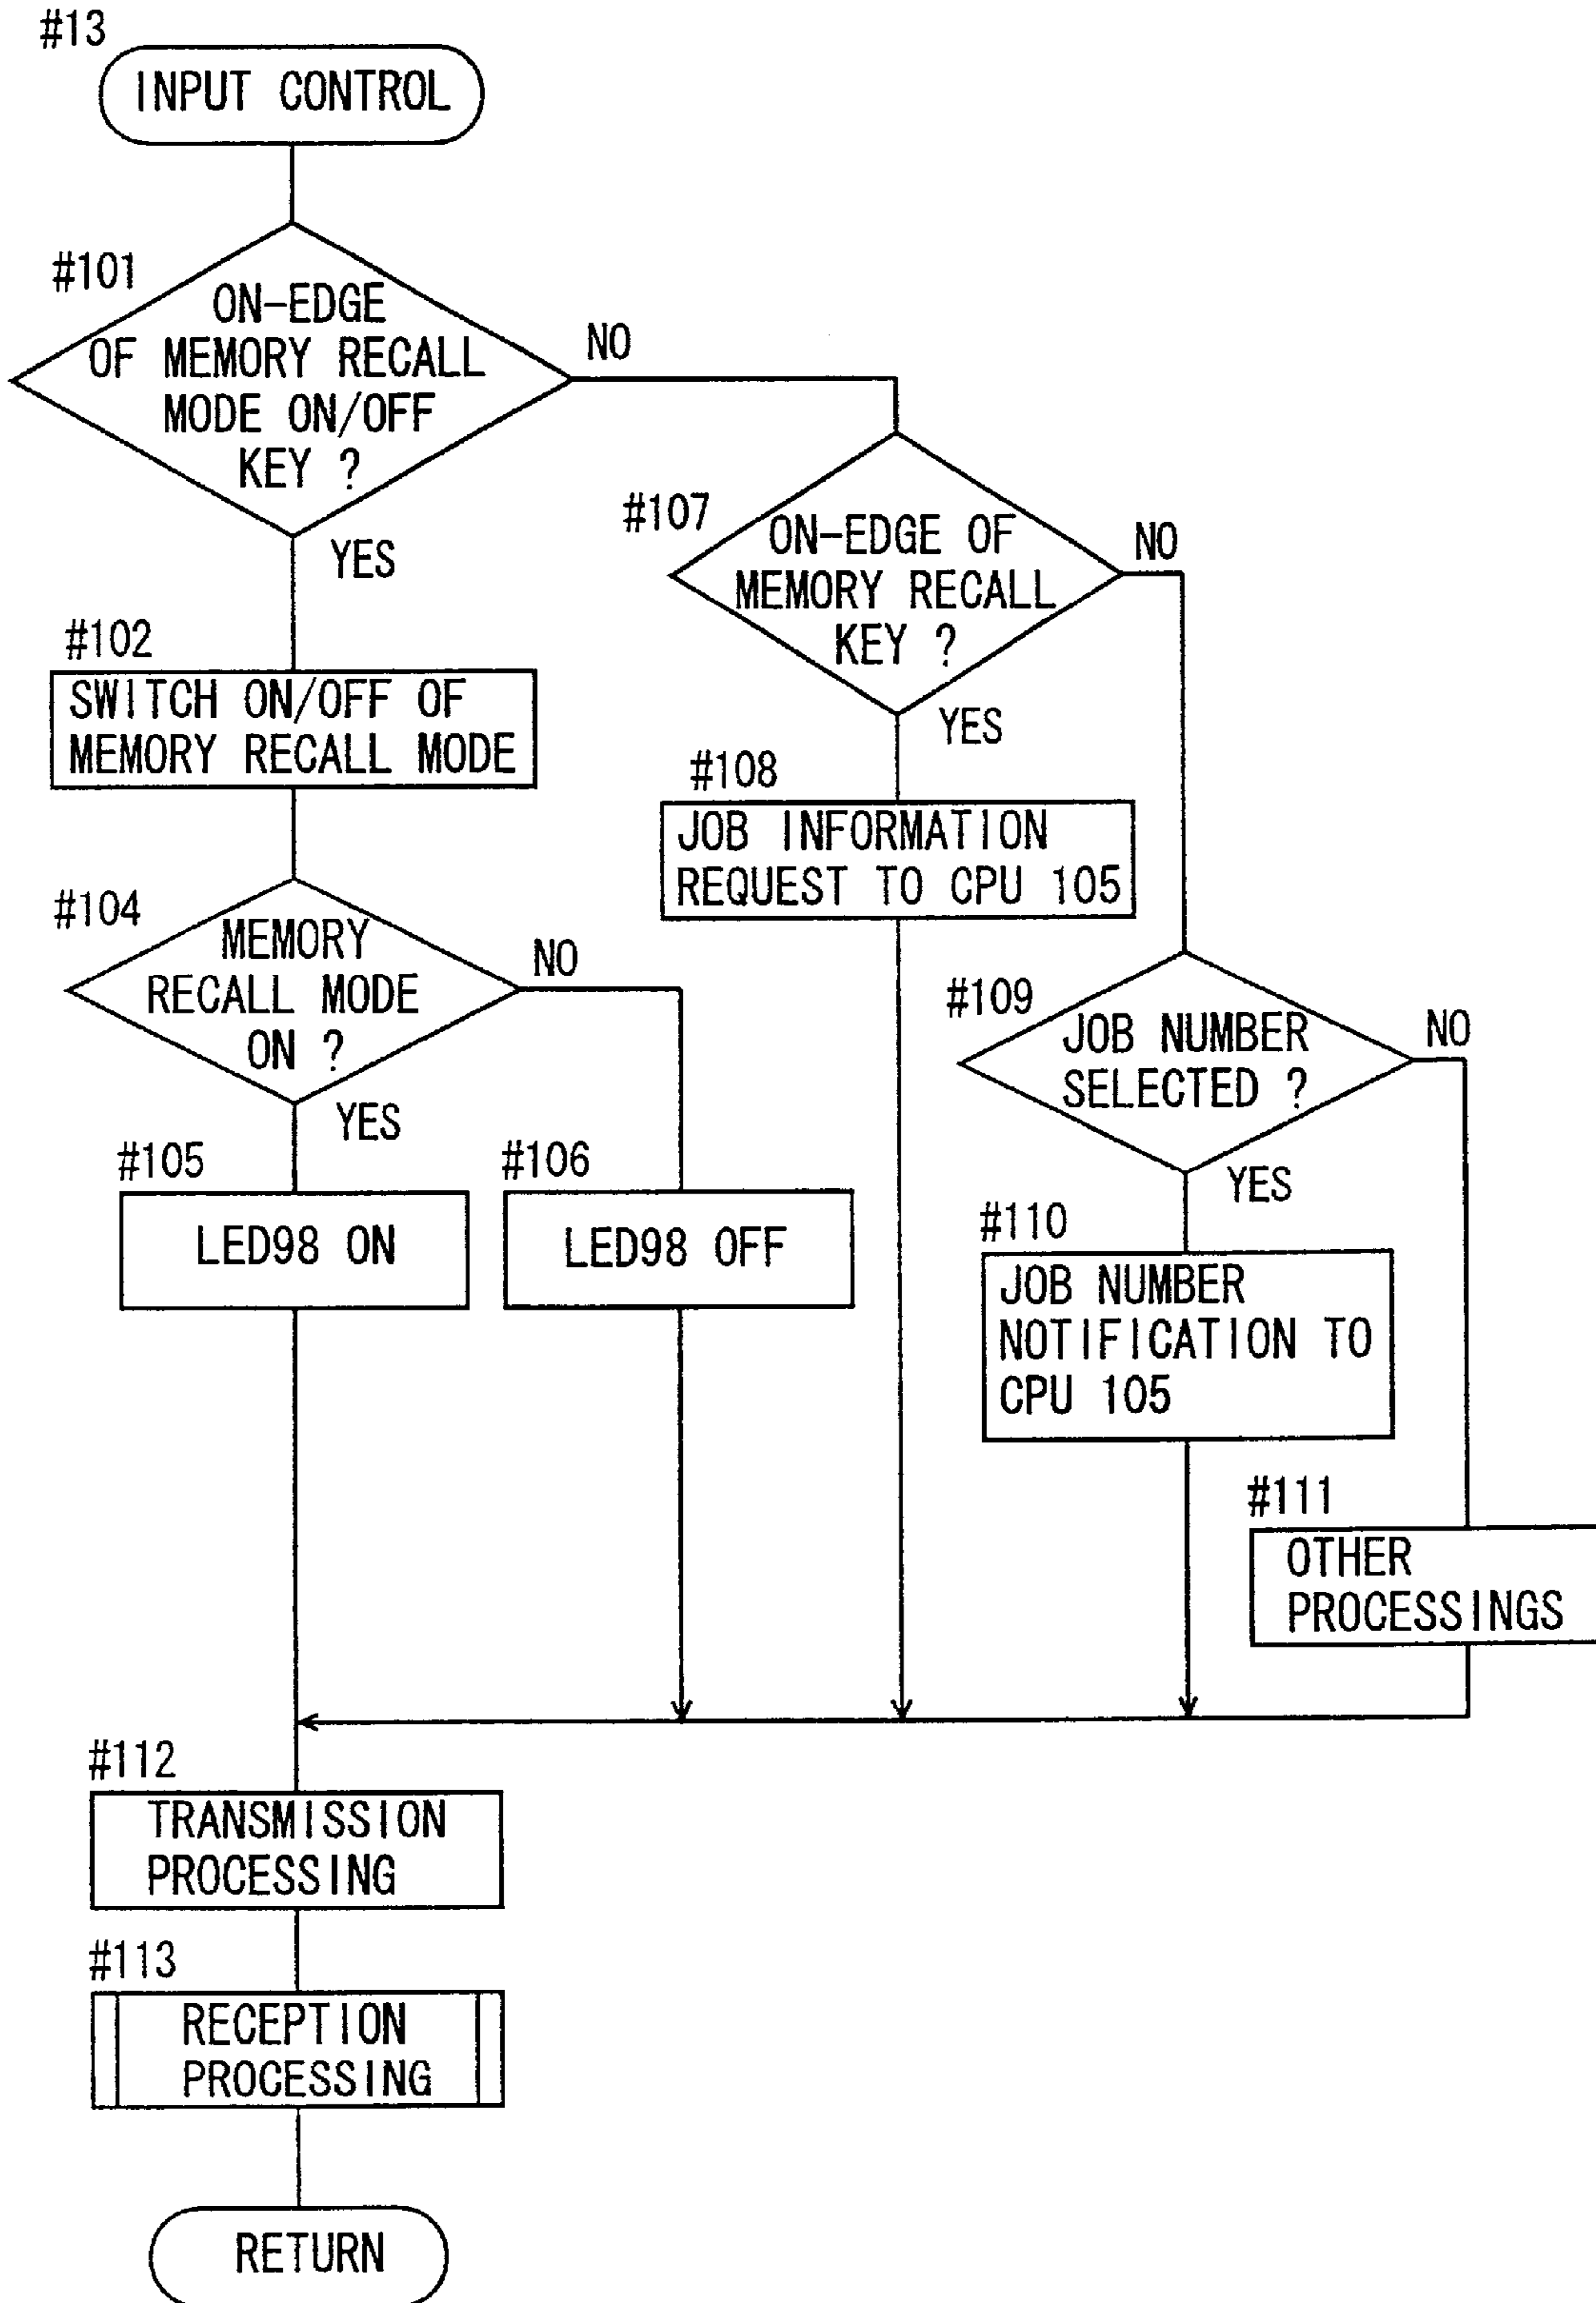 #13
INPUT CONTROL
#101
ON-EDGE
OF MEMORY RECALL
MODE ON/OFF
KEY ?
NO
YES
#102
SWITCH ON/OFF OF
MEMORY RECALL MODE
#104
MEMORY
RECALL MODE
ON ?
NO
YES
#105
LED98 ON
#106
LED98 OFF
#107
ON-EDGE OF
MEMORY RECALL
KEY ?
NO
YES
#108
JOB INFORMATION
REQUEST TO CPU 105
#109
JOB NUMBER
SELECTED ?
NO
YES
#110
JOB NUMBER
NOTIFICATION TO
CPU 105
#111
OTHER
PROCESSINGS
#112
TRANSMISSION
PROCESSING
#113
RECEPTION
PROCESSING
RETURN